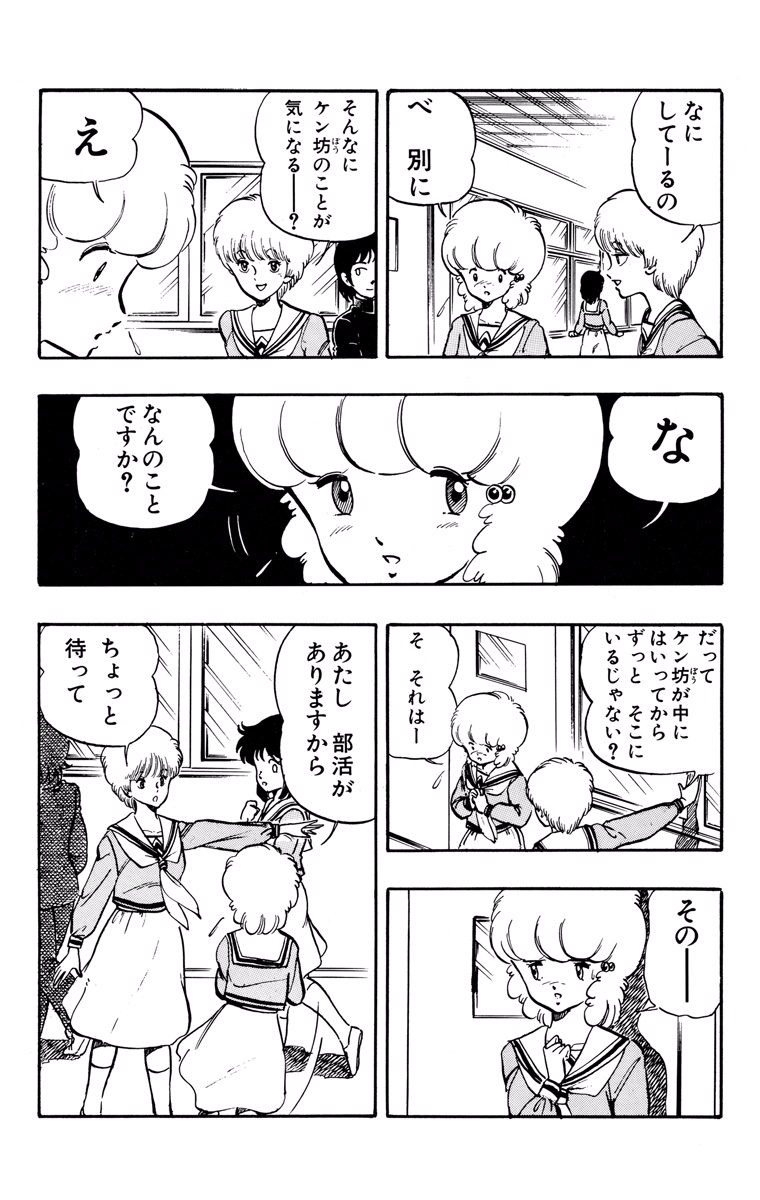 なに
してーるの
べ　別に
そんなに
ケン坊のことが
気になる――？
ぼう
え
な
なんのこと
ですか？
だって
ケン坊が中に
はいってから
ずっと　そこに
いるじゃない？
ぼう
そ　それはー
その――
あたし　部活が
ありますから
ちょっと
待って